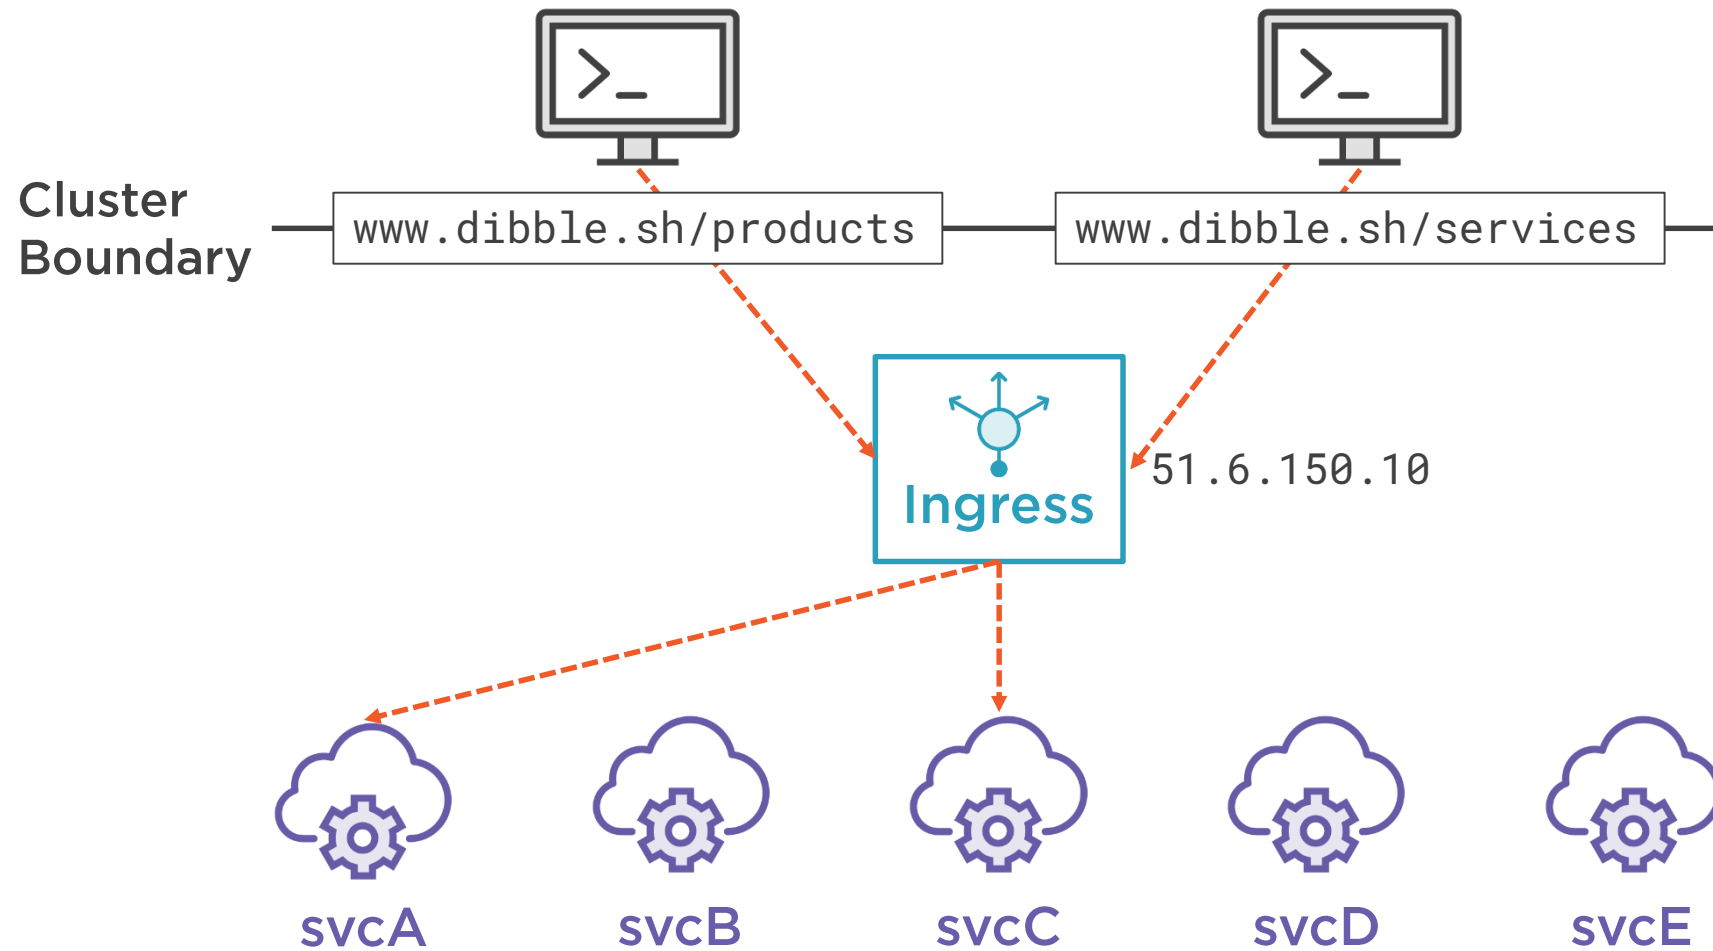 >_
>_
Cluster
Boundary
www.dibble.sh/products
www.dibble.sh/services
51.6.150.10
Ingress
svcA
svcB
svcC
svcD
svcE